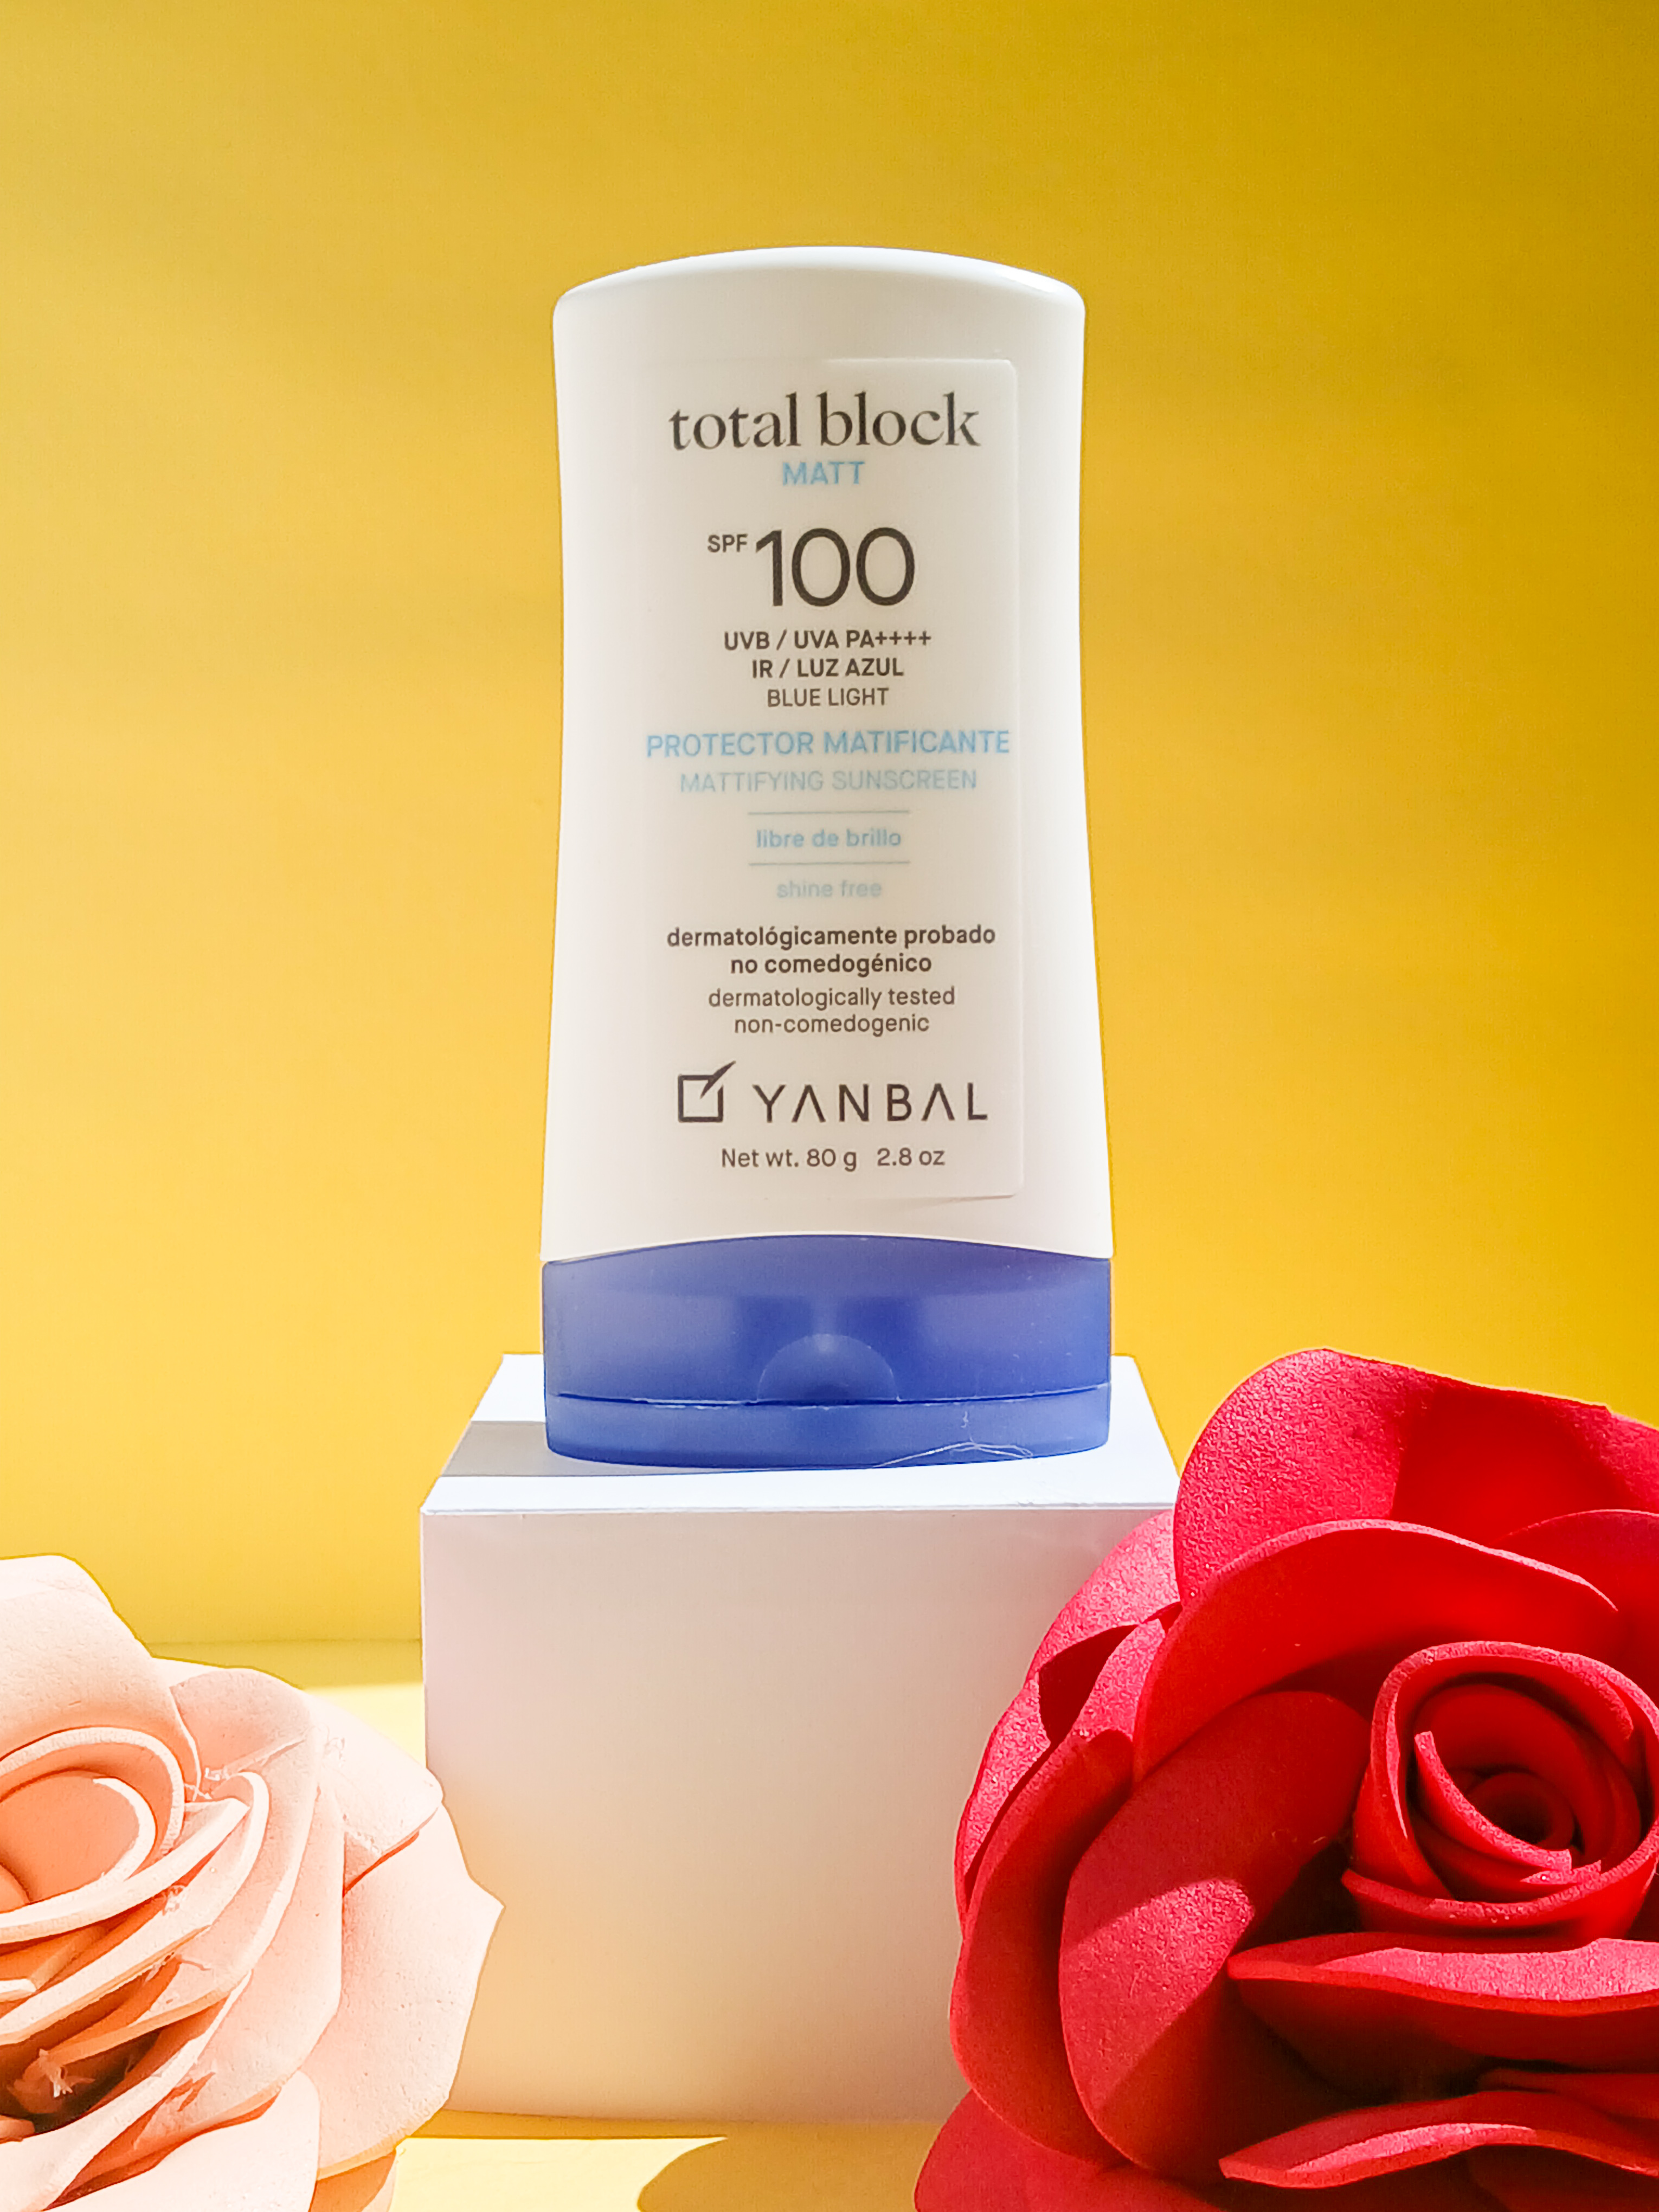 total block
MATT
SPF 100
UVB / UVA PA++++
IR / LUZ AZUL
BLUE LIGHT
PROTECTOR MATIFICANTE
MATTIFYING SUNSCREEN
libre de brillo
shine free
dermatológicamente probado
no comedogénico
dermatologically tested
non-comedogenic
YANBAL
Net wt. 80 g 2.8 oz